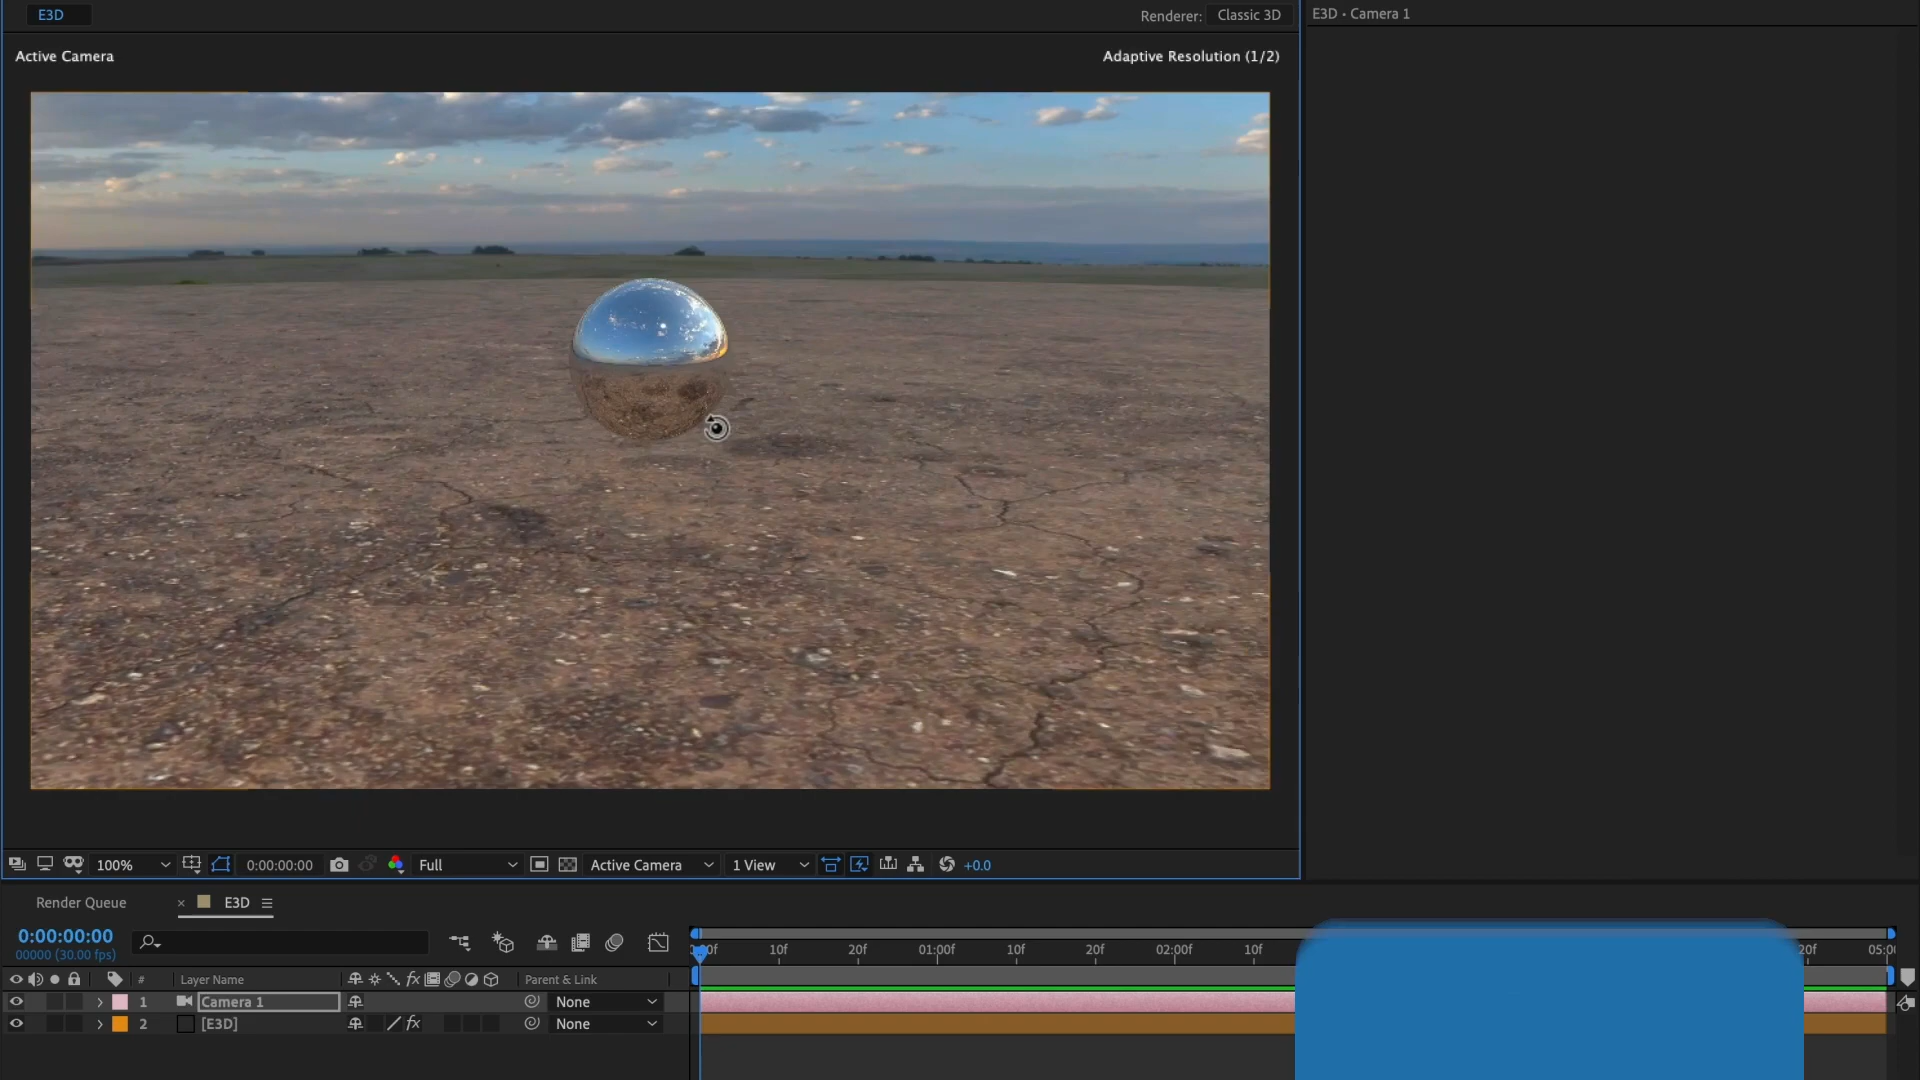 E3D
Renderer: Classic 3D
E3D • Camera 1
Active Camera
Adaptive Resolution (1/2)
100%
0:00:00:00
Full
Active Camera
1 View
+0.0
Render Queue
× E3D
0:00:00:00
00000 (30.00 fps)
10f 20f 01:00f 10f 20f 02:00f 10f 20f
# Layer Name fx Parent & Link
1 Camera 1 None
2 [E3D] fx None